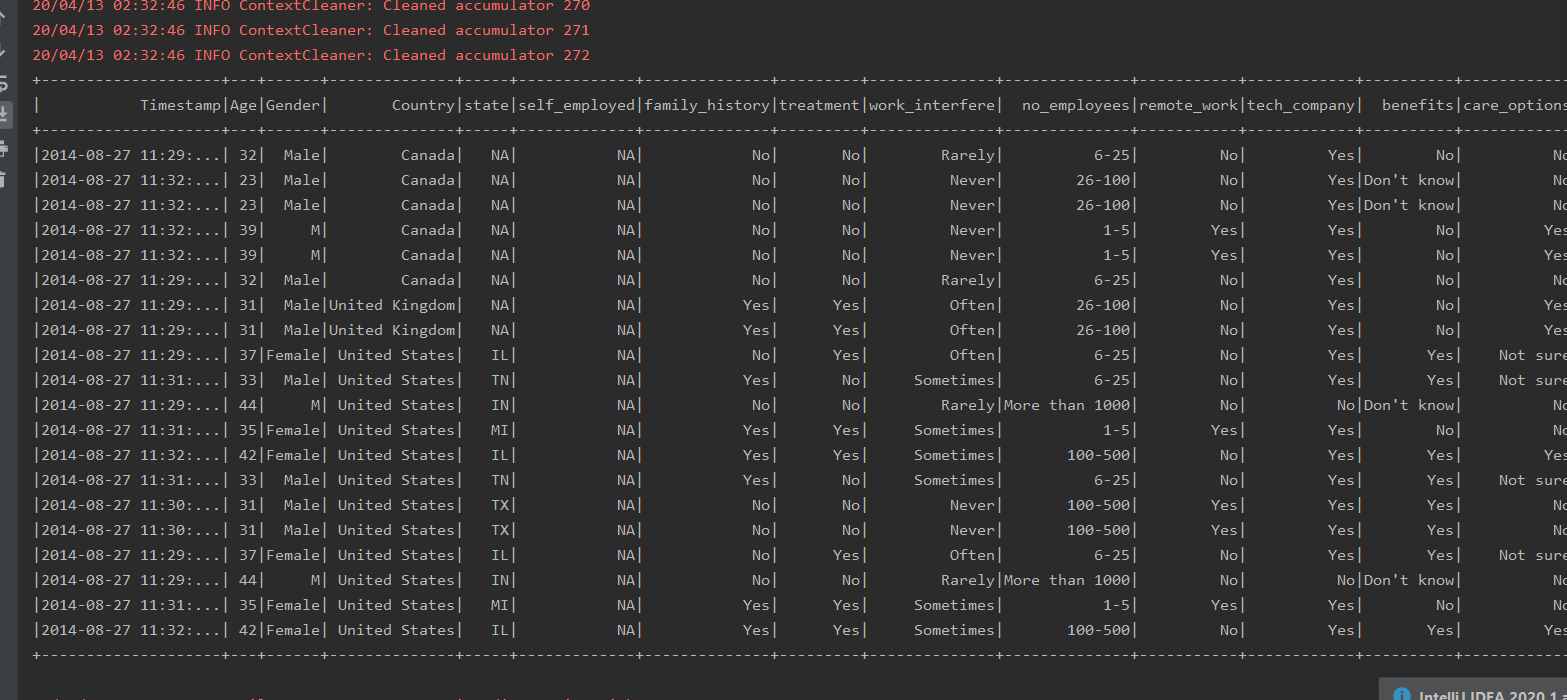 20/04/13 02:32:46 INFO ContextCleaner: Cleaned accumulator 270
20/04/13 02:32:46 INFO ContextCleaner: Cleaned accumulator 271
20/04/13 02:32:46 INFO ContextCleaner: Cleaned accumulator 272
+--------------------+---+------+--------------+-----+-------------+--------------+---------+--------------+--------------+-----------+------------+----------+------------
|           Timestamp|Age|Gender|       Country|state|self_employed|family_history|treatment|work_interfere|  no_employees|remote_work|tech_company|  benefits|care_options
+--------------------+---+------+--------------+-----+-------------+--------------+---------+--------------+--------------+-----------+------------+----------+------------
|2014-08-27 11:29:...| 32|  Male|        Canada|   NA|           NA|            No|       No|        Rarely|          6-25|         No|         Yes|        No|          No
|2014-08-27 11:32:...| 23|  Male|        Canada|   NA|           NA|            No|       No|         Never|        26-100|         No|         Yes|Don't know|          No
|2014-08-27 11:32:...| 23|  Male|        Canada|   NA|           NA|            No|       No|         Never|        26-100|         No|         Yes|Don't know|          No
|2014-08-27 11:32:...| 39|     M|        Canada|   NA|           NA|            No|       No|         Never|           1-5|        Yes|         Yes|        No|         Yes
|2014-08-27 11:32:...| 39|     M|        Canada|   NA|           NA|            No|       No|         Never|           1-5|        Yes|         Yes|        No|         Yes
|2014-08-27 11:29:...| 32|  Male|        Canada|   NA|           NA|            No|       No|        Rarely|          6-25|         No|         Yes|        No|          No
|2014-08-27 11:29:...| 31|  Male|United Kingdom|   NA|           NA|           Yes|      Yes|         Often|        26-100|         No|         Yes|        No|         Yes
|2014-08-27 11:29:...| 31|  Male|United Kingdom|   NA|           NA|           Yes|      Yes|         Often|        26-100|         No|         Yes|        No|         Yes
|2014-08-27 11:29:...| 37|Female| United States|   IL|           NA|            No|      Yes|         Often|          6-25|         No|         Yes|       Yes|    Not sure
|2014-08-27 11:31:...| 33|  Male| United States|   TN|           NA|           Yes|       No|     Sometimes|          6-25|         No|         Yes|       Yes|    Not sure
|2014-08-27 11:29:...| 44|     M| United States|   IN|           NA|            No|       No|        Rarely|More than 1000|         No|          No|Don't know|          No
|2014-08-27 11:31:...| 35|Female| United States|   MI|           NA|           Yes|      Yes|     Sometimes|           1-5|        Yes|         Yes|        No|          No
|2014-08-27 11:32:...| 42|Female| United States|   IL|           NA|           Yes|      Yes|     Sometimes|       100-500|         No|         Yes|       Yes|         Yes
|2014-08-27 11:31:...| 33|  Male| United States|   TN|           NA|           Yes|       No|     Sometimes|          6-25|         No|         Yes|       Yes|    Not sure
|2014-08-27 11:30:...| 31|  Male| United States|   TX|           NA|            No|       No|         Never|       100-500|        Yes|         Yes|       Yes|          No
|2014-08-27 11:30:...| 31|  Male| United States|   TX|           NA|            No|       No|         Never|       100-500|        Yes|         Yes|       Yes|          No
|2014-08-27 11:29:...| 37|Female| United States|   IL|           NA|            No|      Yes|         Often|          6-25|         No|         Yes|       Yes|    Not sure
|2014-08-27 11:29:...| 44|     M| United States|   IN|           NA|            No|       No|        Rarely|More than 1000|         No|          No|Don't know|          No
|2014-08-27 11:31:...| 35|Female| United States|   MI|           NA|           Yes|      Yes|     Sometimes|           1-5|        Yes|         Yes|        No|          No
|2014-08-27 11:32:...| 42|Female| United States|   IL|           NA|           Yes|      Yes|     Sometimes|       100-500|         No|         Yes|       Yes|         Yes
+--------------------+---+------+--------------+-----+-------------+--------------+---------+--------------+--------------+-----------+------------+----------+------------
IntelliJ IDEA 2020.1